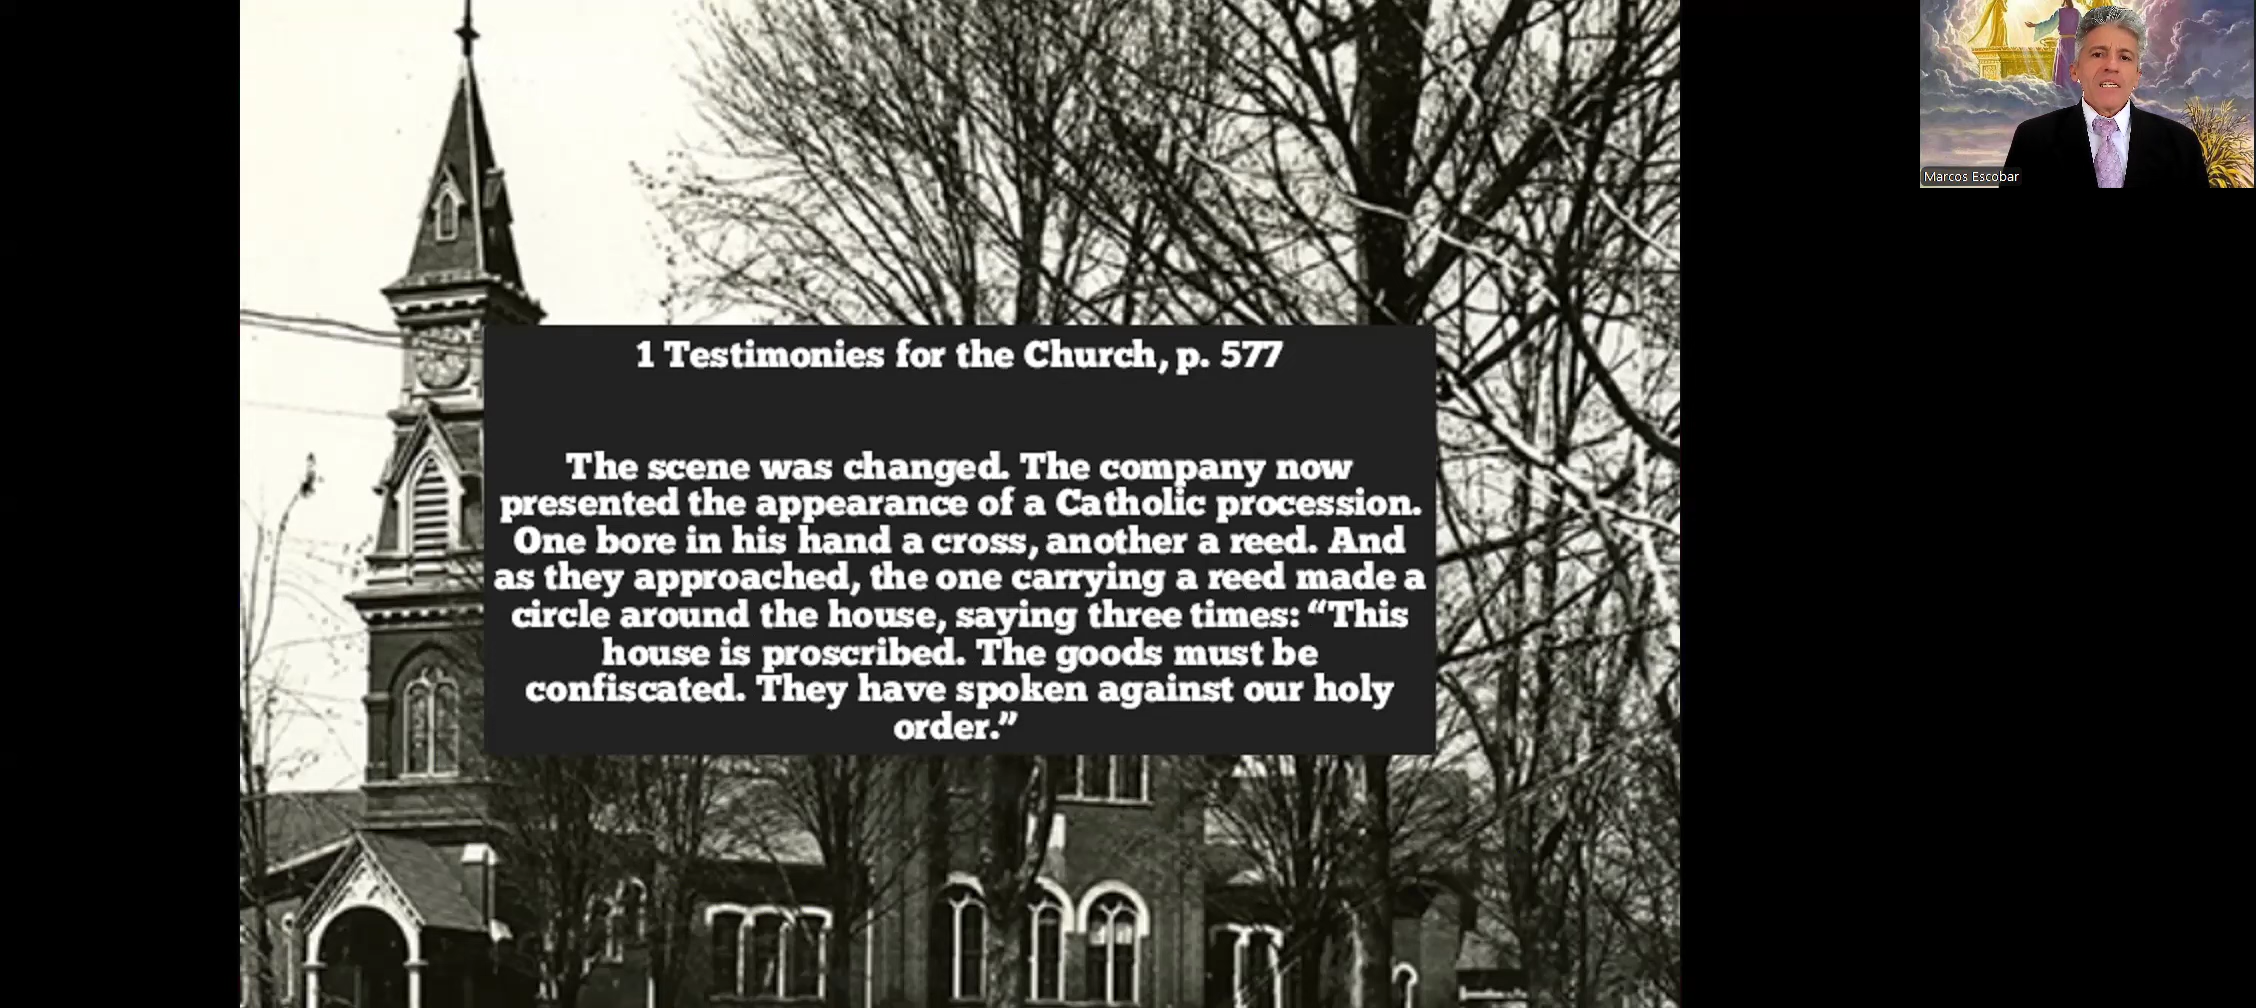 1 Testimonies for the Church, p. 577
The scene was changed. The company now
presented the appearance of a Catholic procession.
One bore in his hand a cross, another a reed. And
as they approached, the one carrying a reed made a
circle around the house, saying three times: “This
house is proscribed. The goods must be
confiscated. They have spoken against our holy
order.”
Marcos Escobar